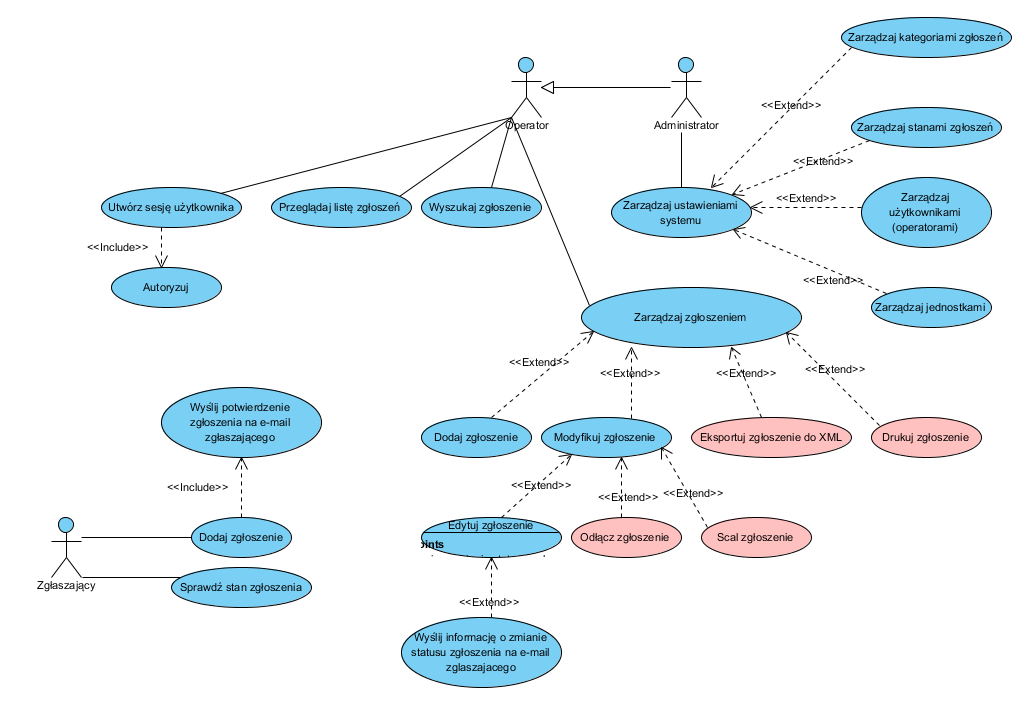 Zarządzaj kategoriami zgłoszeń
<<Extend>>
Operator
Administrator
Zarządzaj stanami zgłoszeń
<<Extend>>
Utwórz sesję użytkownika
Przeglądaj listę zgłoszeń
Wyszukaj zgłoszenie
Zarządzaj ustawieniami
systemu
<<Extend>>
Zarządzaj
użytkownikami
(operatorami)
<<Include>>
Autoryzuj
<<Extend>>
Zarządzaj jednostkami
Zarządzaj zgłoszeniem
<<Extend>>
<<Extend>>
<<Extend>>
<<Extend>>
Wyślij potwierdzenie
zgłoszenia na e-mail
zgłaszającego
Dodaj zgłoszenie
Modyfikuj zgłoszenie
Eksportuj zgłoszenie do XML
Drukuj zgłoszenie
<<Include>>
<<Extend>>
<<Extend>>
<<Extend>>
Zgłaszający
Dodaj zgłoszenie
Sprawdź stan zgłoszenia
Edytuj zgłoszenie
Odłącz zgłoszenie
Scal zgłoszenie
<<Extend>>
Wyślij informację o zmianie
statusu zgłoszenia na e-mail
zglaszajacego